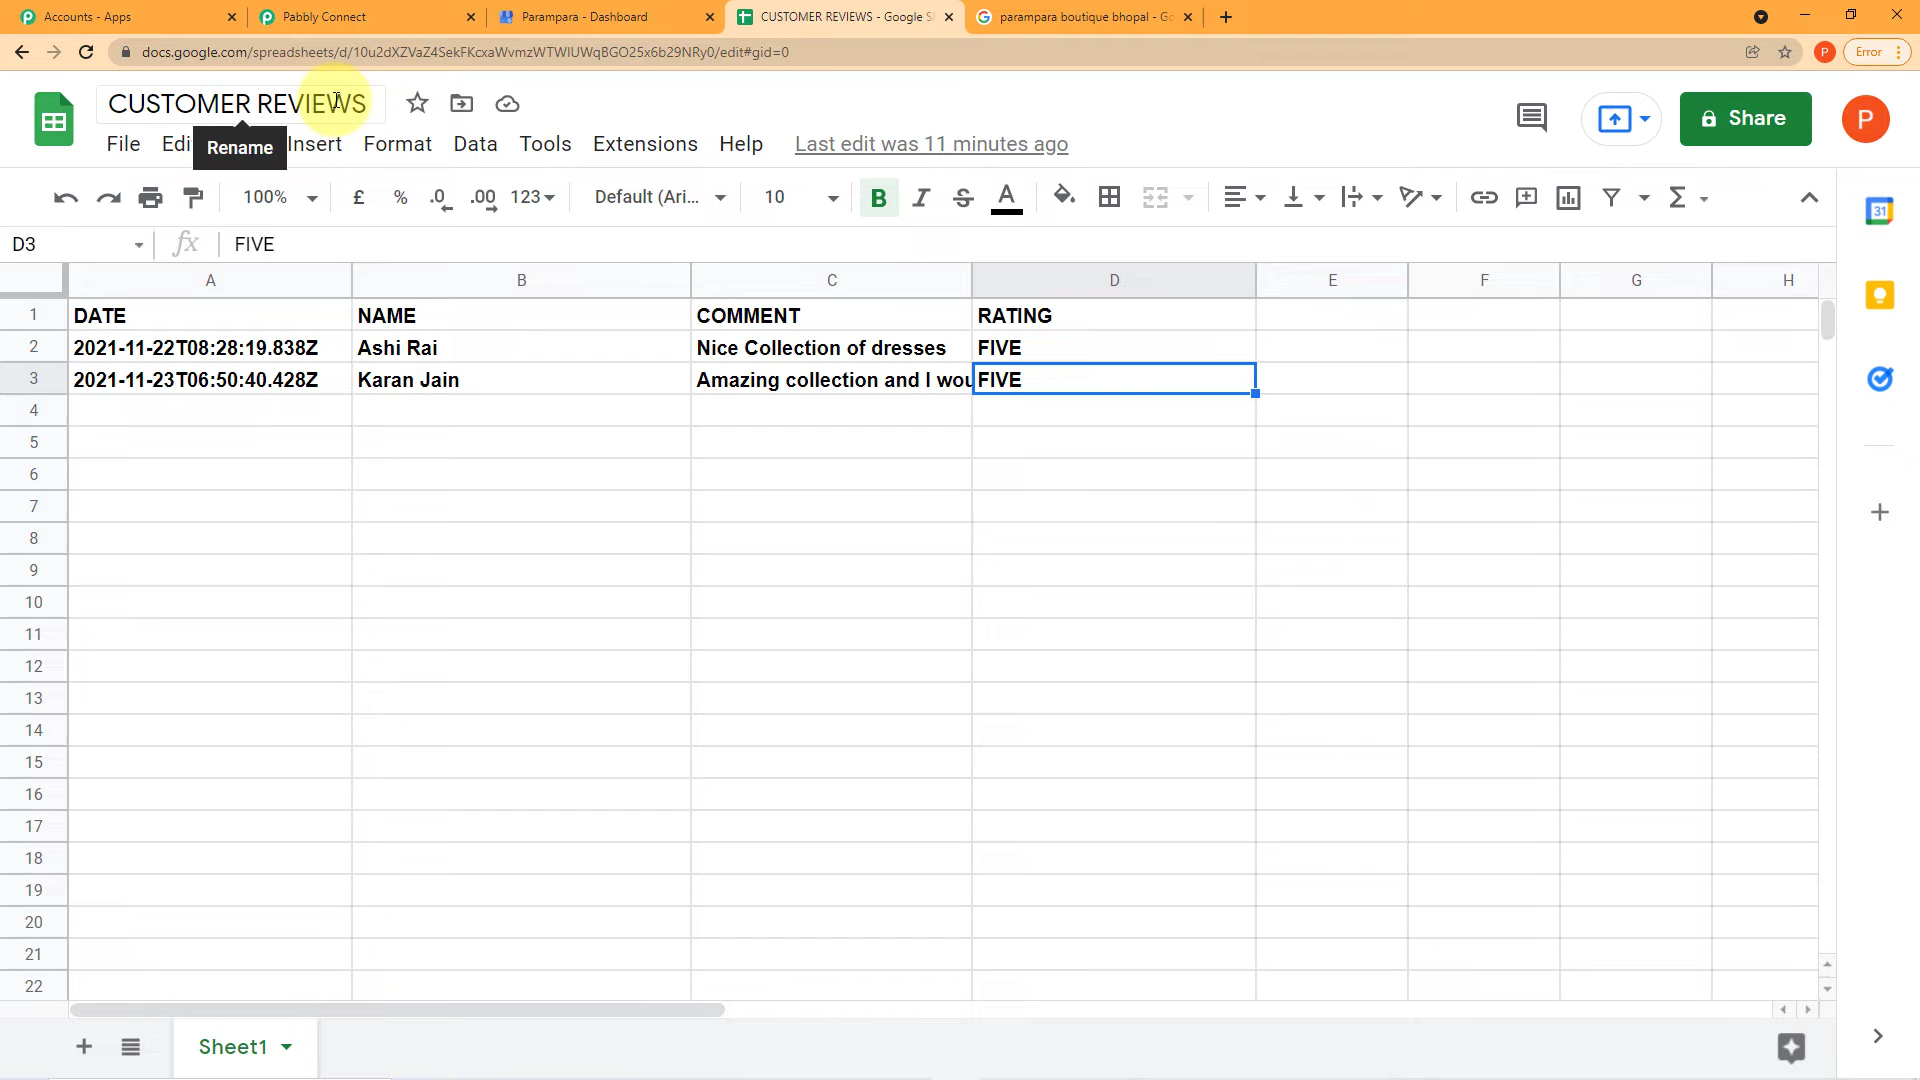 Accounts - Apps
Pabbly Connect
Parampara - Dashboard
CUSTOMER REVIEWS - Google S
parampara boutique bhopal - Go
docs.google.com/spreadsheets/d/10u2dXZVaZ4SekFKcxaWvmzWTWIUWqBGO25x6b29NRy0/edit#gid=0
P
Error
CUSTOMER REVIEWS
Share
P
File Edi Insert Format Data Tools Extensions Help Last edit was 11 minutes ago
Rename
100% £ % .0 .00 123 Default (Ari... 10 B I S A Σ
31
D3 fx FIVE
A B C D E F G H
1 DATE NAME COMMENT RATING
2 2021-11-22T08:28:19.838Z Ashi Rai Nice Collection of dresses FIVE
3 2021-11-23T06:50:40.428Z Karan Jain Amazing collection and I wou FIVE
4
5
6
7
8
9
10
11
12
13
14
15
16
17
18
19
20
21
22
Sheet1